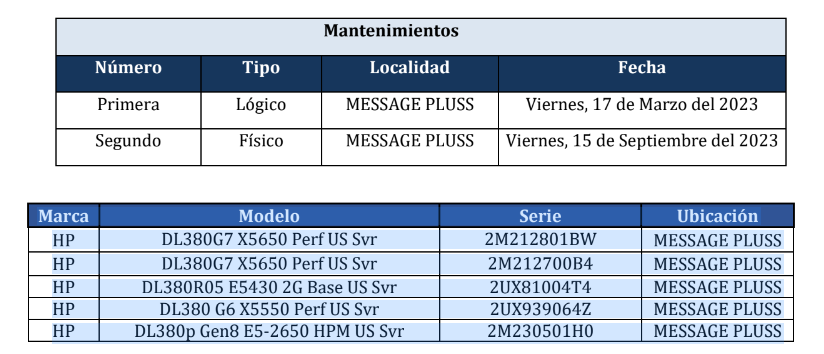 Mantenimientos
Número Tipo Localidad Fecha
Primera Lógico MESSAGE PLUSS Viernes, 17 de Marzo del 2023
Segundo Físico MESSAGE PLUSS Viernes, 15 de Septiembre del 2023
Marca Modelo Serie Ubicación
HP DL380G7 X5650 Perf US Svr 2M212801BW MESSAGE PLUSS
HP DL380G7 X5650 Perf US Svr 2M212700B4 MESSAGE PLUSS
HP DL380R05 E5430 2G Base US Svr 2UX81004T4 MESSAGE PLUSS
HP DL380 G6 X5550 Perf US Svr 2UX939064Z MESSAGE PLUSS
HP DL380p Gen8 E5-2650 HPM US Svr 2M230501H0 MESSAGE PLUSS